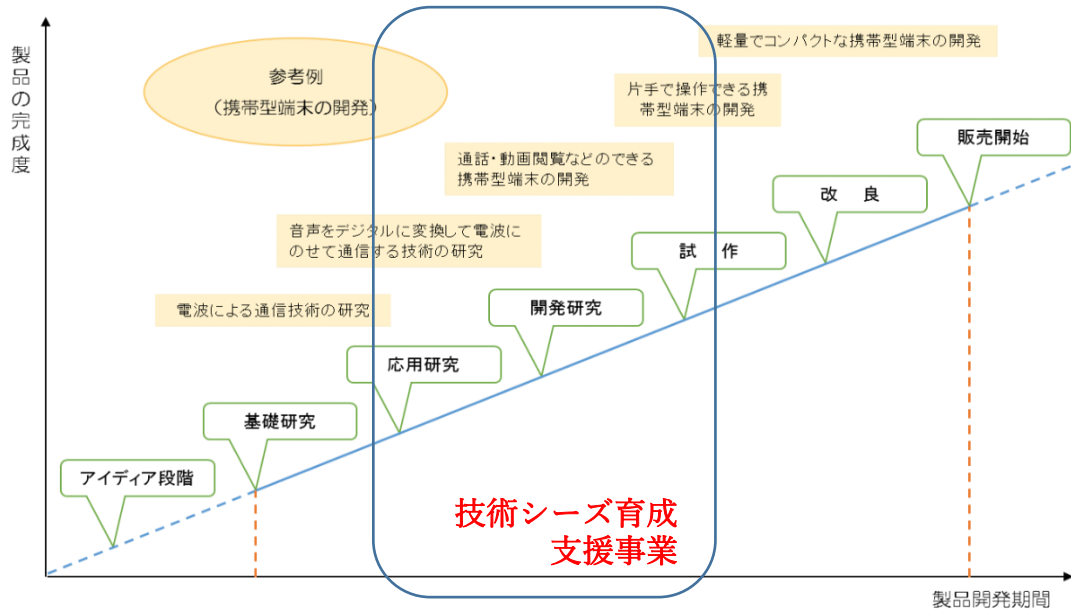 製品の完成度
参考例
（携帯型端末の開発）
軽量でコンパクトな携帯型端末の開発
片手で操作できる携
帯型端末の開発
通話・動画閲覧などのできる
携帯型端末の開発
音声をデジタルに変換して電波に
のせて通信する技術の研究
電波による通信技術の研究
販売開始
改　良
試　作
開発研究
応用研究
基礎研究
アイディア段階
技術シーズ育成
支援事業
製品開発期間